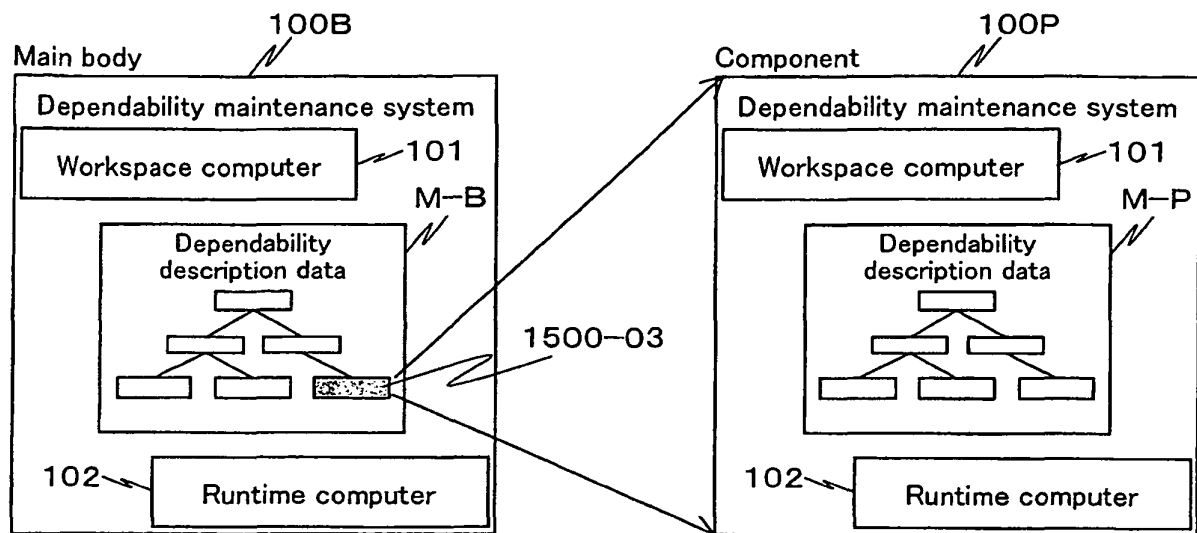 100B
Main body
Dependability maintenance system
Workspace computer
101
M-B
Dependability
description data
1500-03
102
Runtime computer
100P
Component
Dependability maintenance system
Workspace computer
101
M-P
Dependability
description data
102
Runtime computer